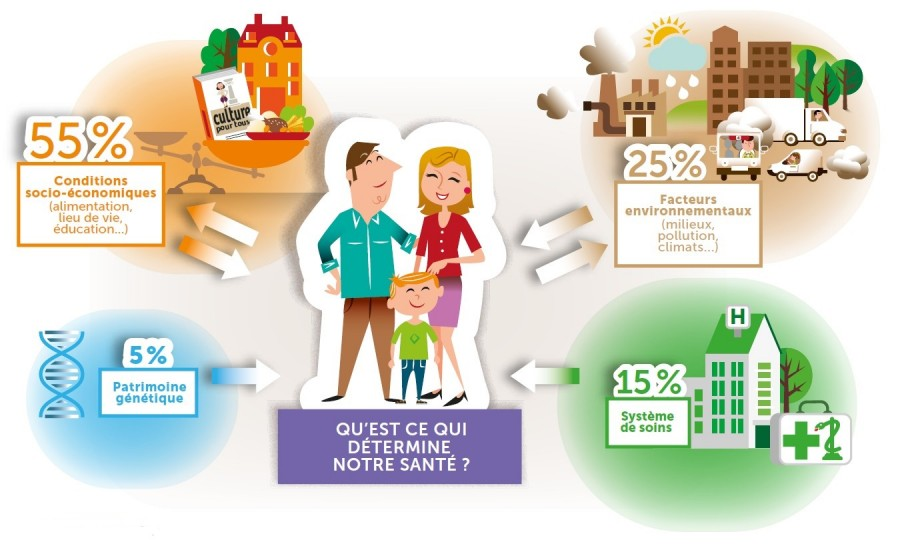 culture
pour tous
55%
Conditions
socio-économiques
(alimentation,
lieu de vie,
éducation...)
25%
Facteurs
environnementaux
(milieux,
pollution,
climats...)
5%
Patrimoine
génétique
H
15%
Système
de soins
QU'EST CE QUI
DÉTERMINE
NOTRE SANTÉ ?